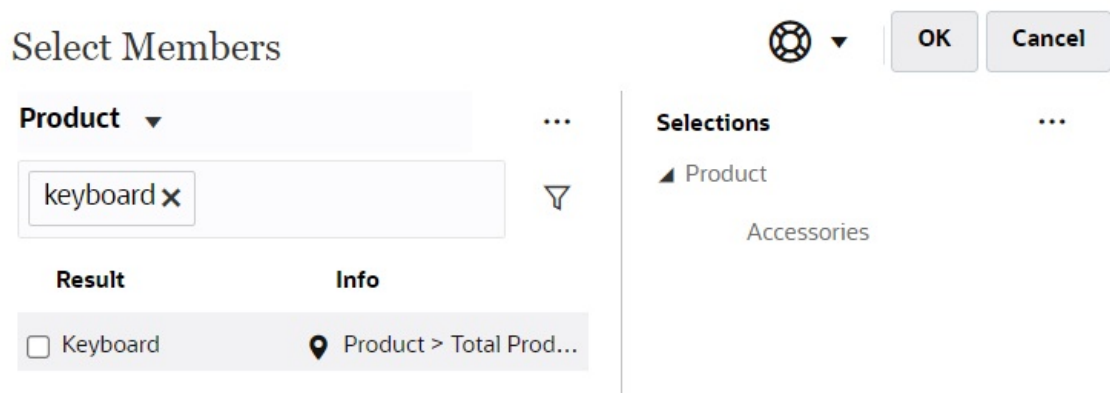 Select Members
OK
Cancel
Product
...
Selections
...
keyboard
Product
Accessories
Result
Info
Keyboard
Product > Total Prod...